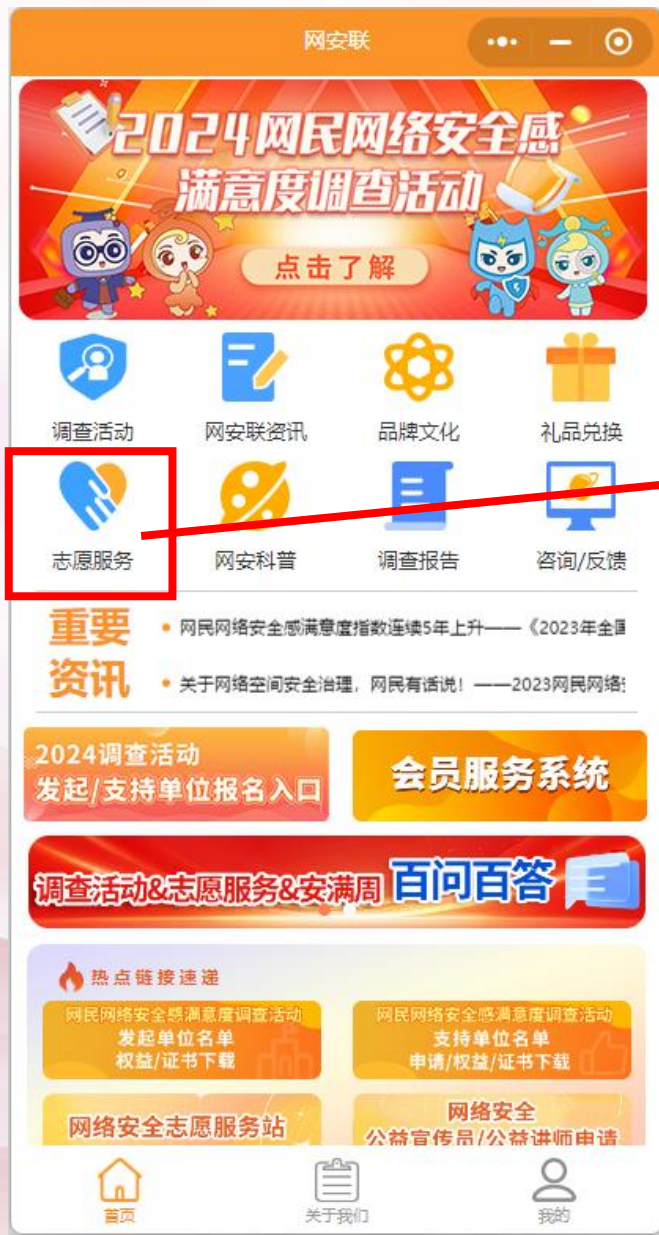 网安联
2024网民网络安全感
满意度调查活动
点击了解
调查活动
网安联资讯
品牌文化
礼品兑换
志愿服务
网安科普
调查报告
咨询/反馈
重要
资讯
网民网络安全感满意度指数连续5年上升——《2023年全国
关于网络空间安全治理,网民有话说!——2023网民网络
2024调查活动
发起/支持单位报名入口
会员服务系统
调查活动&志愿服务&安满周 百问百答
热点链接速递
网民网络安全感满意度调查活动
发起单位名单
权益/证书下载
网民网络安全感满意度调查活动
支持单位名单
申请/权益/证书下载
网络安全志愿服务站
网络安全
公益宣传员/公益讲师申请
首页
关于我们
我的